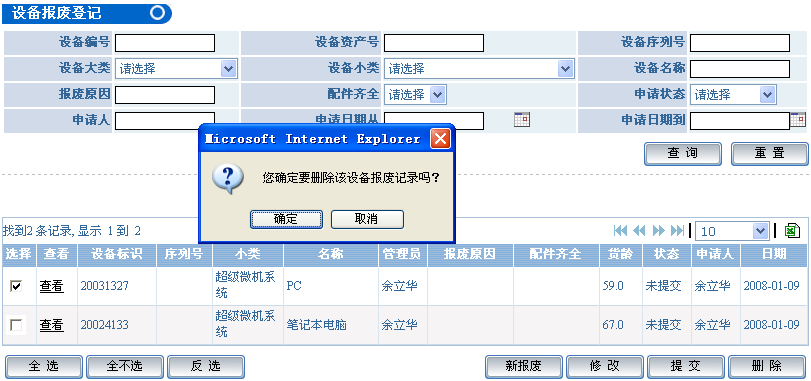 设备报废登记
设备编号 设备资产号 设备序列号
设备大类 请选择 设备小类 请选择 设备名称
报废原因 配件齐全 请选择 申请状态 请选择
申请人 申请日期从 申请日期到
Microsoft Internet Explorer
查 询 重 置
您确定要删除该设备报废记录吗?
确定 取消
找到2 条记录, 显示 1 到 2 10
选择 查看 设备标识 序列号 小类 名称 管理员 报废原因 配件齐全 货龄 状态 申请人 日期
查看 20031327 超级微机系统 PC 余立华 59.0 未提交 余立华 2008-01-09
查看 20024133 超级微机系统 笔记本电脑 余立华 67.0 未提交 余立华 2008-01-09
全 选 全不选 反 选 新报废 修 改 提 交 删 除